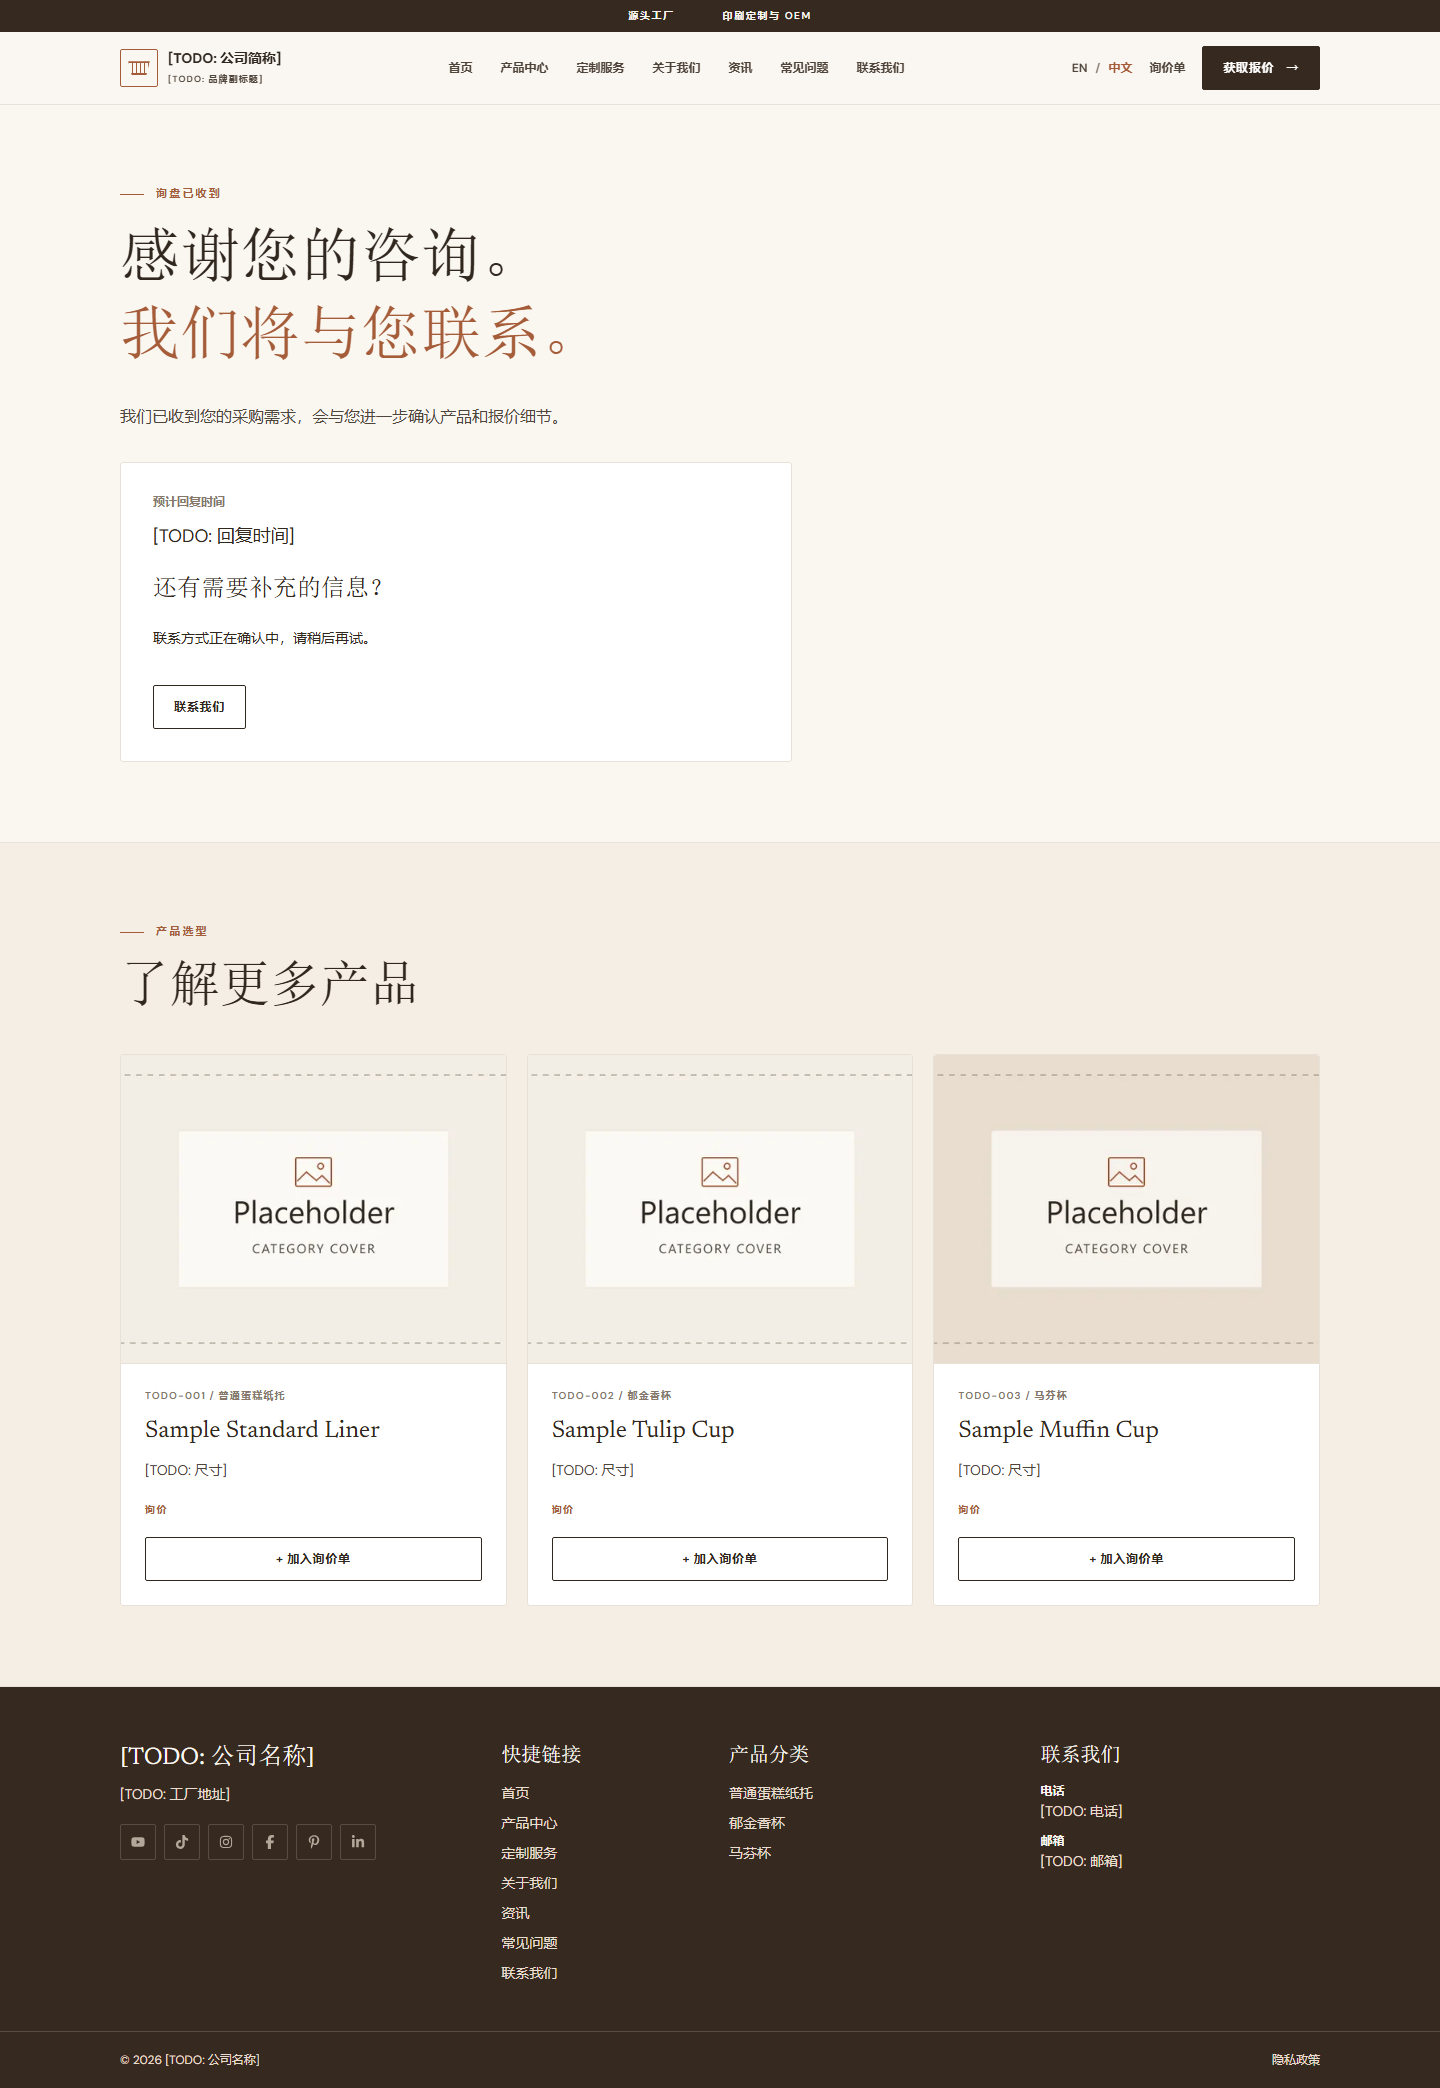 源头工厂 印刷定制与 OEM
[TODO: 公司简称]
[TODO: 品牌副标题]
首页 产品中心 定制服务 关于我们 资讯 常见问题 联系我们
EN / 中文 询价单 获取报价 →
询盘已收到
感谢您的咨询。
我们将与您联系。
我们已收到您的采购需求，会与您进一步确认产品和报价细节。
预计回复时间
[TODO: 回复时间]
还有需要补充的信息？
联系方式正在确认中，请稍后再试。
联系我们
产品选型
了解更多产品
Placeholder
CATEGORY COVER
TODO-001 / 普通蛋糕纸托
Sample Standard Liner
[TODO: 尺寸]
询价
+ 加入询价单
Placeholder
CATEGORY COVER
TODO-002 / 郁金香杯
Sample Tulip Cup
[TODO: 尺寸]
询价
+ 加入询价单
Placeholder
CATEGORY COVER
TODO-003 / 马芬杯
Sample Muffin Cup
[TODO: 尺寸]
询价
+ 加入询价单
[TODO: 公司名称]
[TODO: 工厂地址]
快捷链接
首页
产品中心
定制服务
关于我们
资讯
常见问题
联系我们
产品分类
普通蛋糕纸托
郁金香杯
马芬杯
联系我们
电话
[TODO: 电话]
邮箱
[TODO: 邮箱]
© 2026 [TODO: 公司名称]
隐私政策